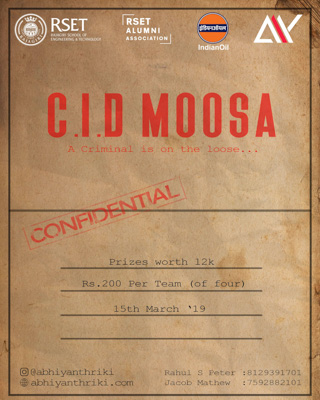 RSET
RAJAGIRI SCHOOL OF
ENGINEERING & TECHNOLOGY
RSET
ALUMNI
ASSOCIATION
इंडियनऑयल
IndianOil
C.I.D MOOSA
A Criminal is on the loose...
CONFIDENTIAL
Prizes worth 12k
Rs.200 Per Team (of four)
15th March '19
@abhiyanthriki
abhiyanthriki.com
Rahul S Peter :8129391701
Jacob Mathew :7592882101